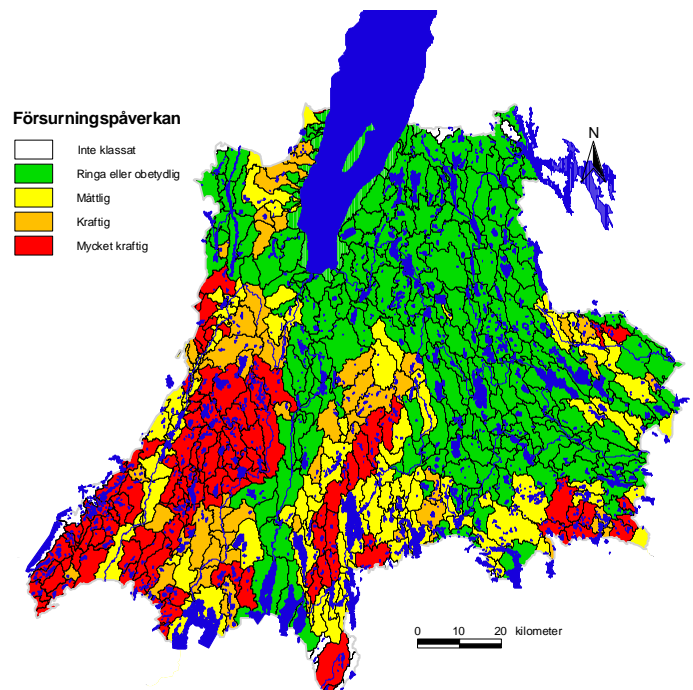 Försurningspåverkan
Inte klassat
Ringa eller obetydlig
Måttlig
Kraftig
Mycket kraftig
N
0 10 20 kilometer